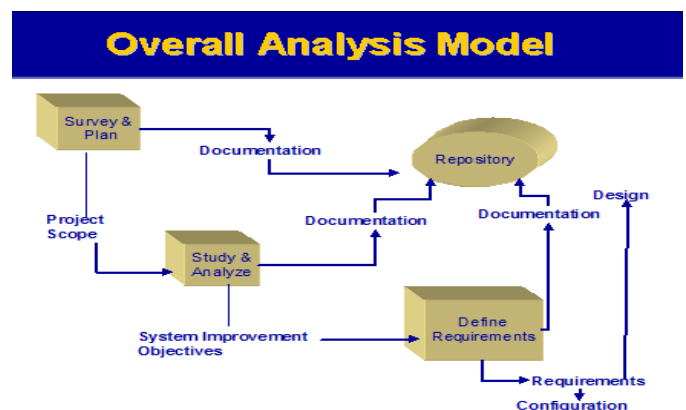 Overall Analysis Model
Survey &
Plan
Documentation
Repository
Design
Project
Scope
Documentation
Documentation
Study &
Analyze
System Improvement
Objectives
Define
Requirements
Requirements
Configuration